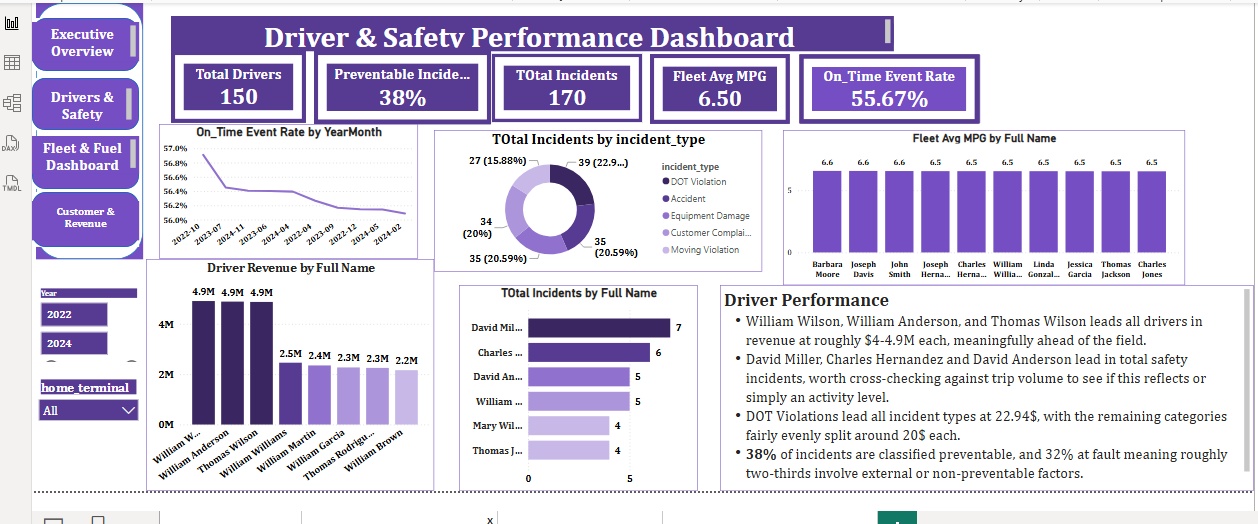 Executive
Overview
Drivers &
Safety
Fleet & Fuel
Dashboard
Customer &
Revenue
DAX
TMDL
Driver & Safety Performance Dashboard
Total Drivers
150
Preventable Incide...
38%
TOtal Incidents
170
Fleet Avg MPG
6.50
On_Time Event Rate
55.67%
On_Time Event Rate by YearMonth
57.0%
56.8%
56.6%
56.4%
56.2%
56.0%
2022-10
2023-07
2024-11
2023-06
2024-04
2022-04
2023-09
2022-12
2024-05
2024-02
TOtal Incidents by incident_type
27 (15.88%)
39 (22.9...)
34
(20%)
35 (20.59%)
35
(20.59%)
incident_type
DOT Violation
Accident
Equipment Damage
Customer Complai...
Moving Violation
Fleet Avg MPG by Full Name
6.6 6.6 6.6 6.5 6.5 6.5 6.5 6.5 6.5 6.5
5
0
Barbara Moore
Joseph Davis
John Smith
Joseph Herna...
Charles Herna...
William Willia...
Linda Gonzal...
Jessica Garcia
Thomas Jackson
Charles Jones
Year
2022
2024
home_terminal
All
Driver Revenue by Full Name
4.9M 4.9M 4.9M
2.5M 2.4M 2.3M 2.3M 2.2M
4M
2M
0M
William W...
William Anderson
Thomas Wilson
William Williams
William Martin
William Garcia
Thomas Rodrigu...
William Brown
TOtal Incidents by Full Name
David Mil... 7
Charles ... 6
David An... 5
William ... 5
Mary Wil... 4
Thomas J... 4
0 5
Driver Performance
• William Wilson, William Anderson, and Thomas Wilson leads all drivers in
revenue at roughly $4-4.9M each, meaningfully ahead of the field.
• David Miller, Charles Hernandez and David Anderson lead in total safety
incidents, worth cross-checking against trip volume to see if this reflects or
simply an activity level.
• DOT Violations lead all incident types at 22.94$, with the remaining categories
fairly evenly split around 20$ each.
• 38% of incidents are classified preventable, and 32% at fault meaning roughly
two-thirds involve external or non-preventable factors.
x